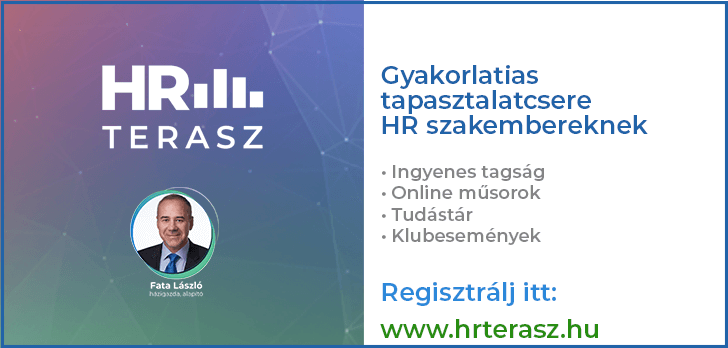 HR
TERASZ
Fata László
házigazda, alapító
Gyakorlatias
tapasztalatcsere
HR szakembereknek
• Ingyenes tagság
• Online műsorok
• Tudástár
• Klubesemények
Regisztrálj itt:
www.hrterasz.hu